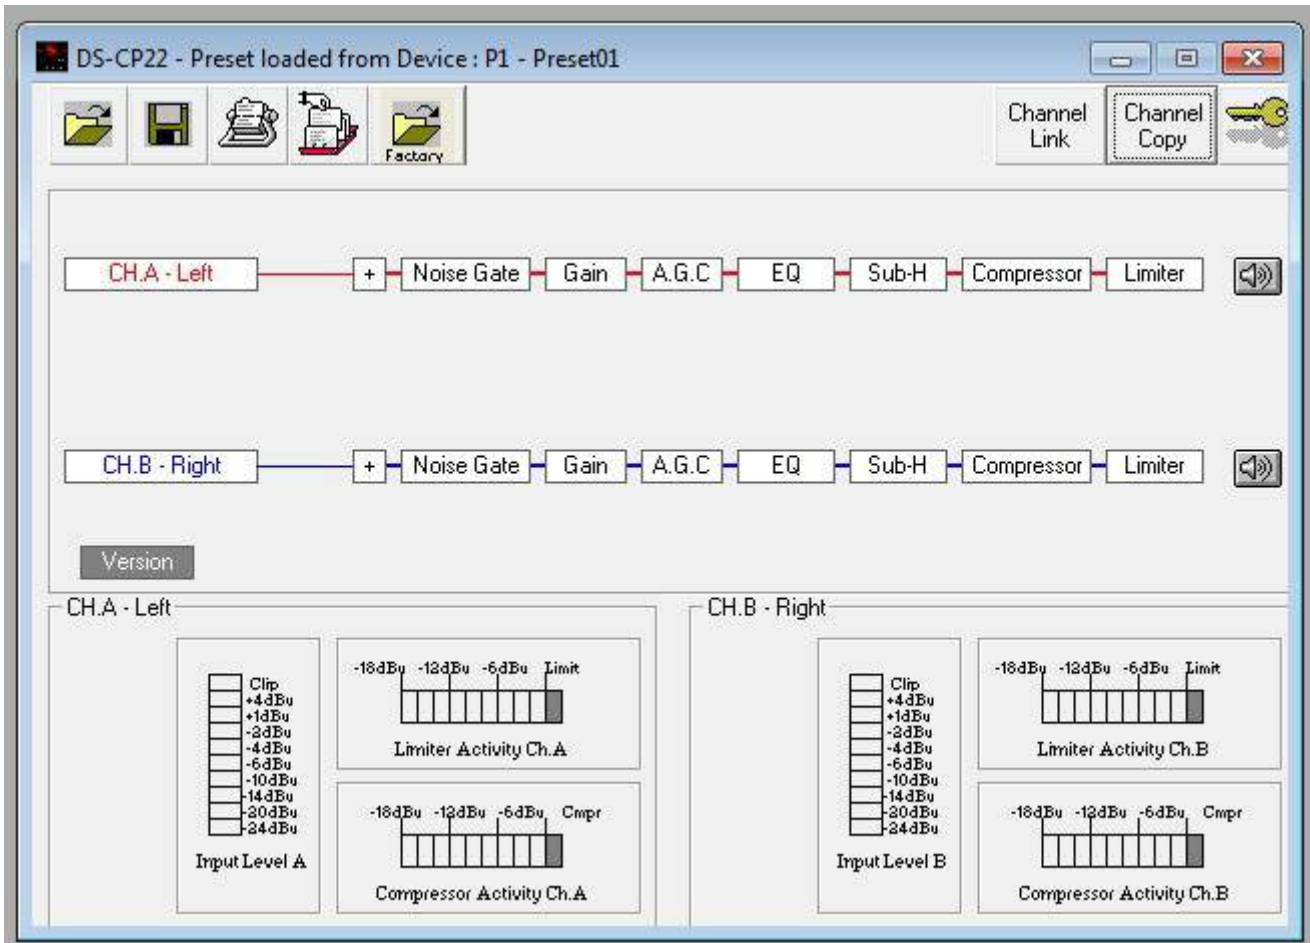 DS-CP22 - Preset loaded from Device : P1 - Preset01
Factory
Channel Link
Channel Copy
CH.A - Left + Noise Gate Gain A.G.C EQ Sub-H Compressor Limiter
CH.B - Right + Noise Gate Gain A.G.C EQ Sub-H Compressor Limiter
Version
CH.A - Left
Clip
+4dBu
+1dBu
-2dBu
-4dBu
-6dBu
-10dBu
-14dBu
-20dBu
-24dBu
Input Level A
-18dBu -12dBu -6dBu Limit
Limiter Activity Ch.A
-18dBu -12dBu -6dBu Cmpr
Compressor Activity Ch.A
CH.B - Right
Clip
+4dBu
+1dBu
-2dBu
-4dBu
-6dBu
-10dBu
-14dBu
-20dBu
-24dBu
Input Level B
-18dBu -12dBu -6dBu Limit
Limiter Activity Ch.B
-18dBu -12dBu -6dBu Cmpr
Compressor Activity Ch.B